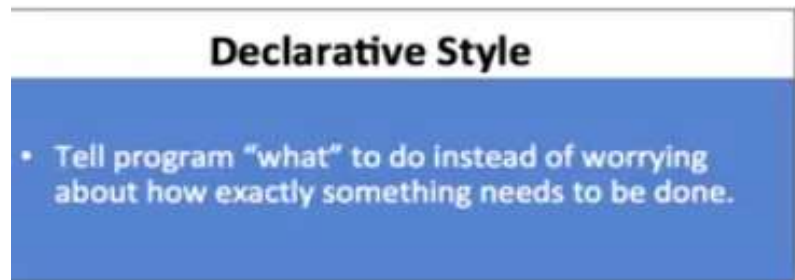 Declarative Style
• Tell program “what” to do instead of worrying
about how exactly something needs to be done.